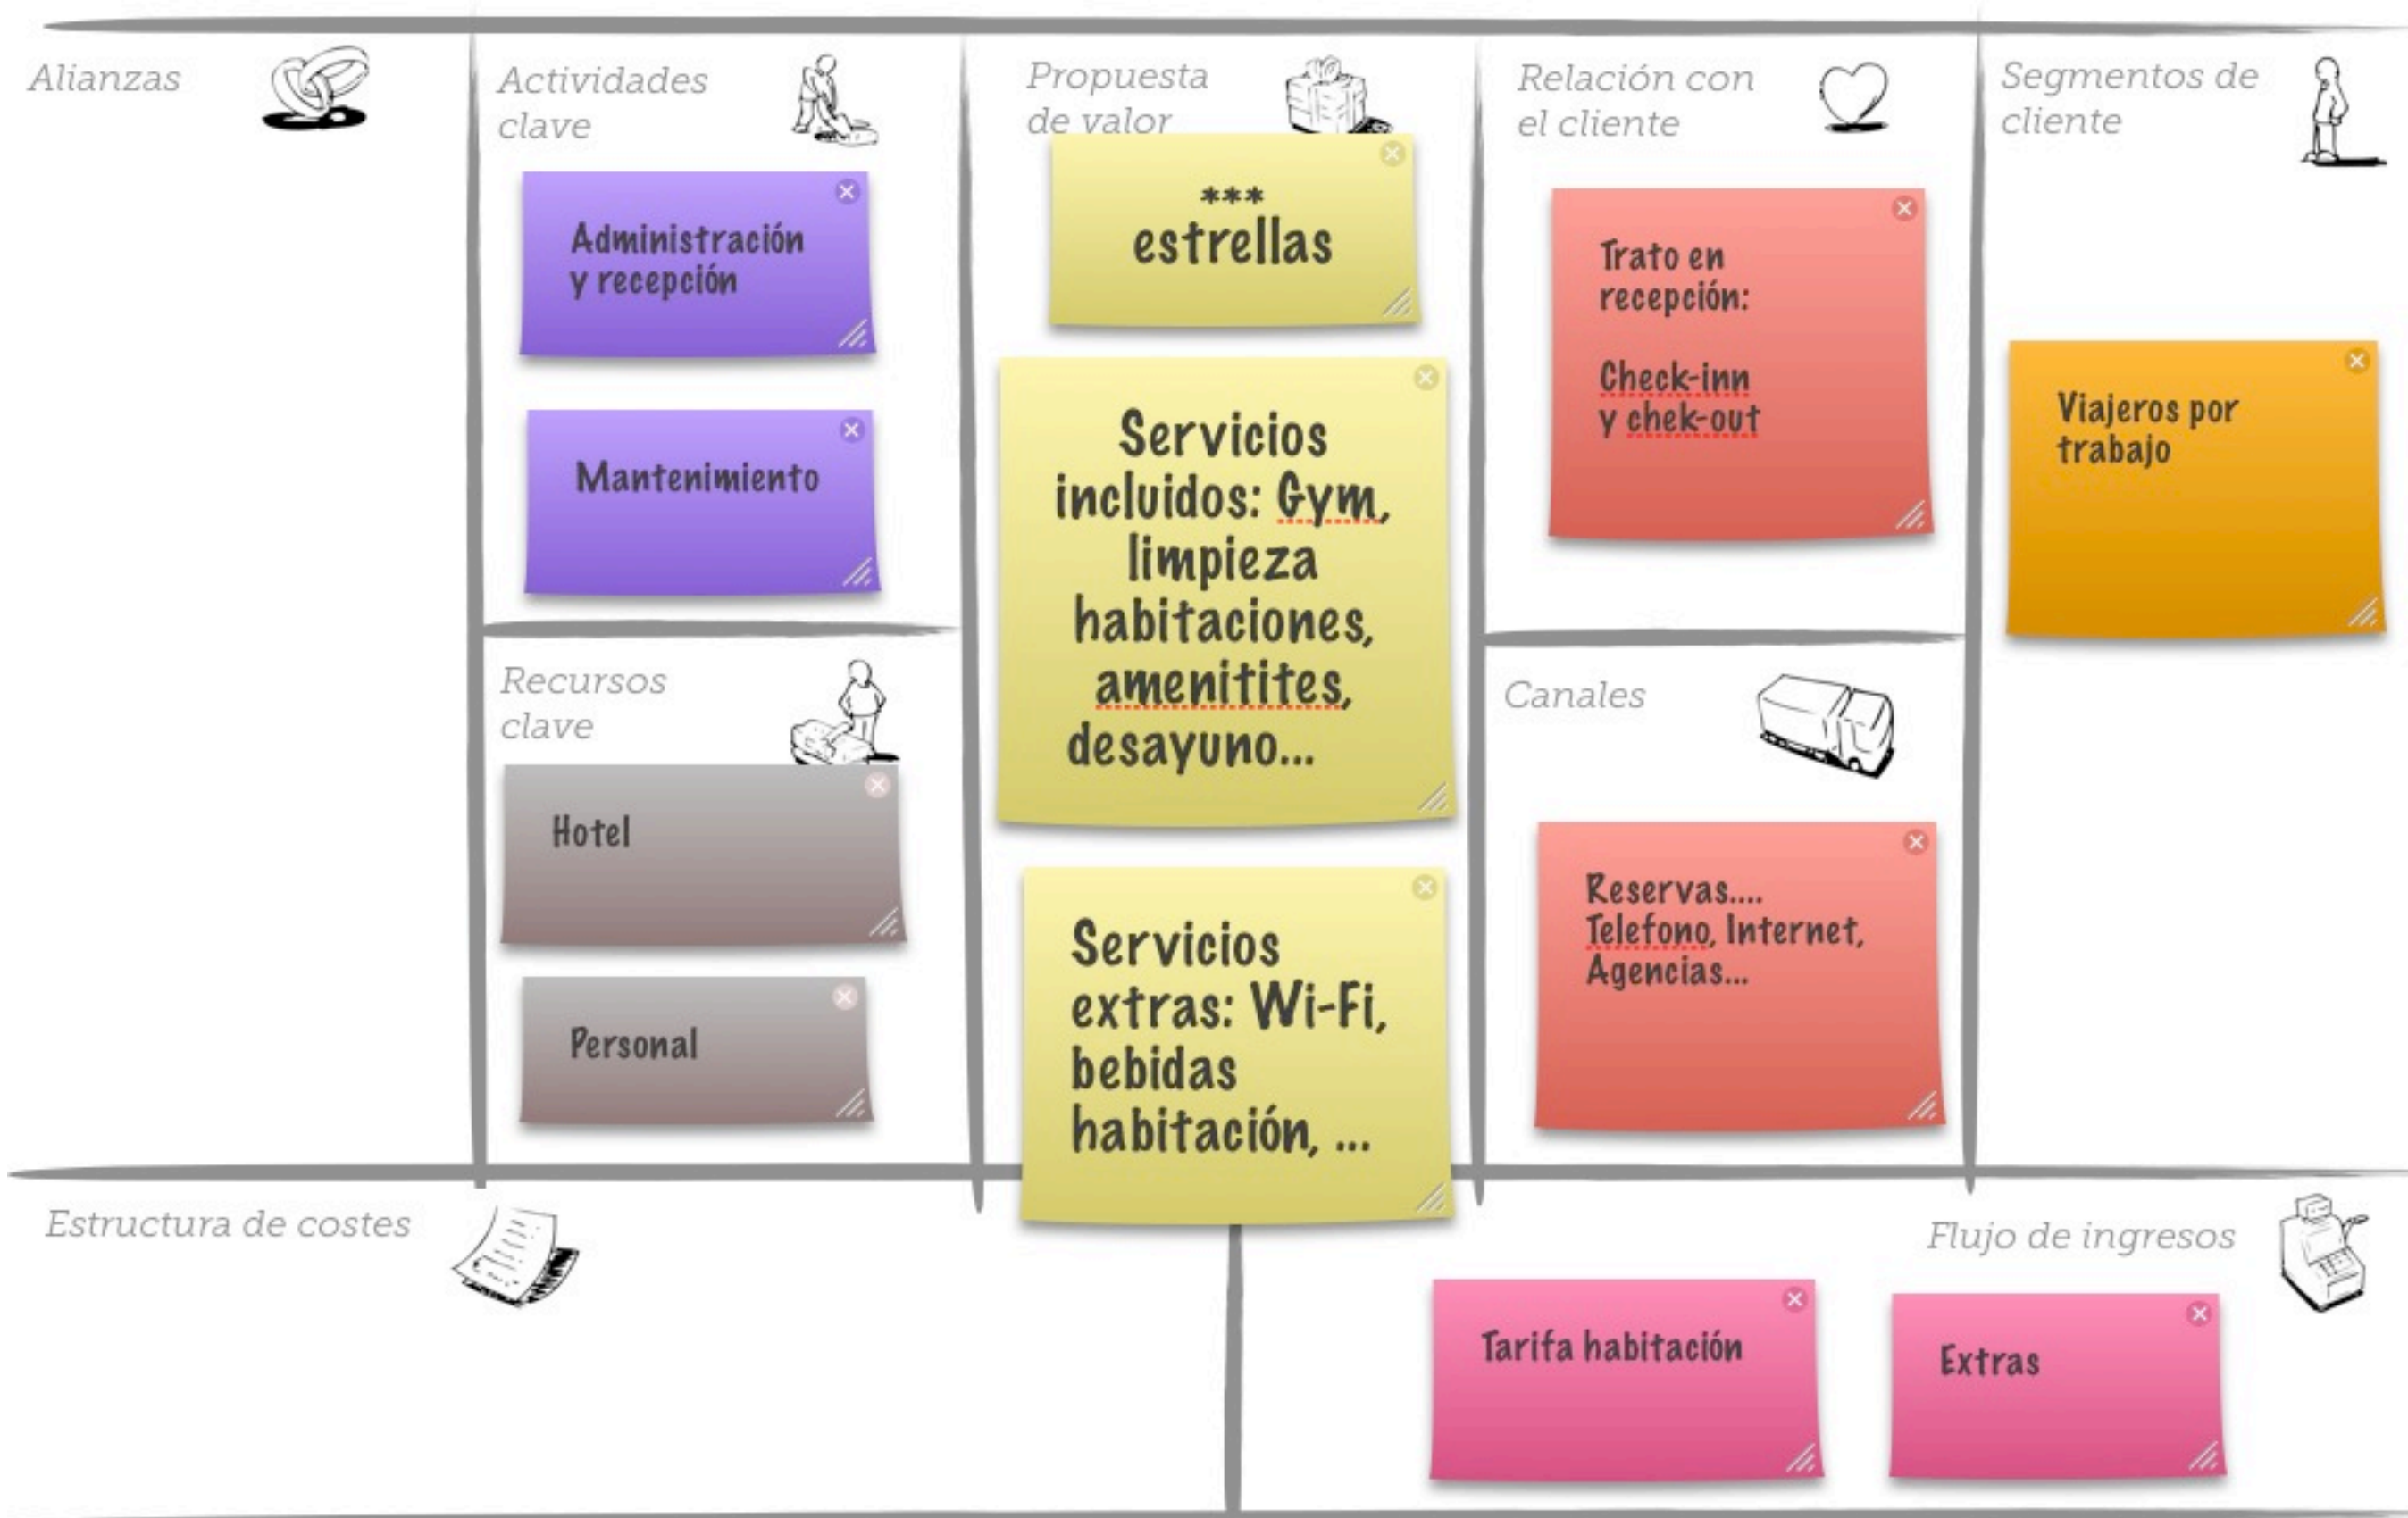 Alianzas
Actividades
clave
Administración
y recepción
Mantenimiento
Recursos
clave
Hotel
Personal
Propuesta
de valor
***
estrellas
Servicios
incluidos: Gym,
limpieza
habitaciones,
amenitites,
desayuno...
Servicios
extras: Wi-Fi,
bebidas
habitación, ...
Relación con
el cliente
Trato en
recepción:
Check-inn
y chek-out
Canales
Reservas....
Telefono, Internet,
Agencias...
Segmentos de
cliente
Viajeros por
trabajo
Estructura de costes
Flujo de ingresos
Tarifa habitación
Extras